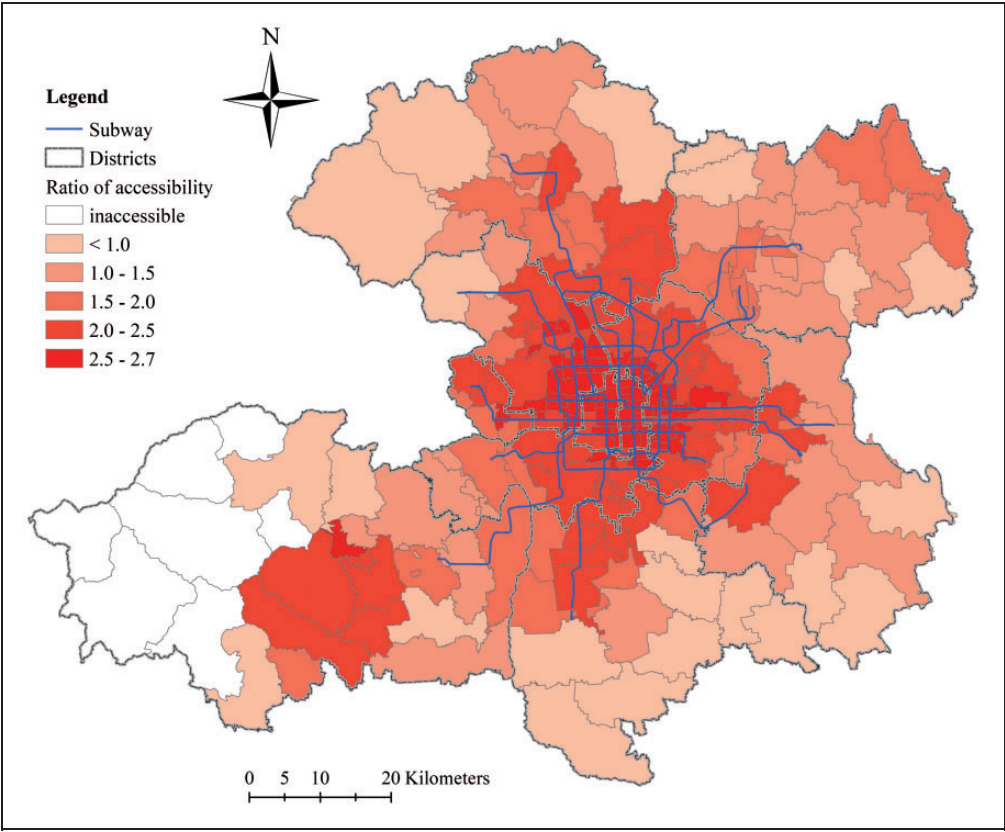 N
Legend
Subway
Districts
Ratio of accessibility
inaccessible
< 1.0
1.0 - 1.5
1.5 - 2.0
2.0 - 2.5
2.5 - 2.7
0 5 10 20 Kilometers